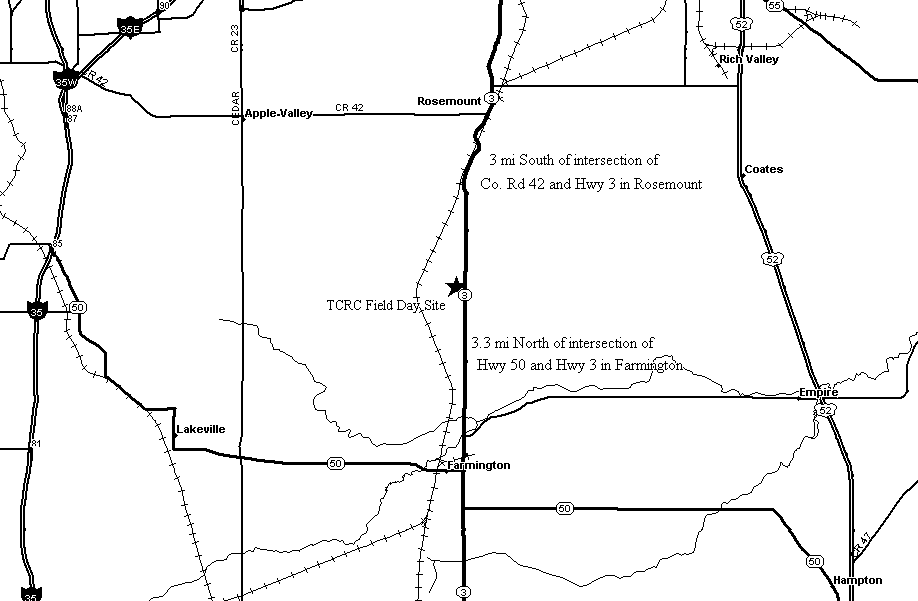 90
55
35E
52
CR 23
Rich Valley
35W
CR 42
CEDAR
Rosemount
3
88A
87
Apple-Valley
CR 42
3 mi South of intersection of
Co. Rd 42 and Hwy 3 in Rosemount
Coates
85
52
TCRC Field Day Site
3
50
35
3.3 mi North of intersection of
Hwy 50 and Hwy 3 in Farmington
Empire
52
Lakeville
81
50
Farmington
50
CR 47
50
Hampton
35
3